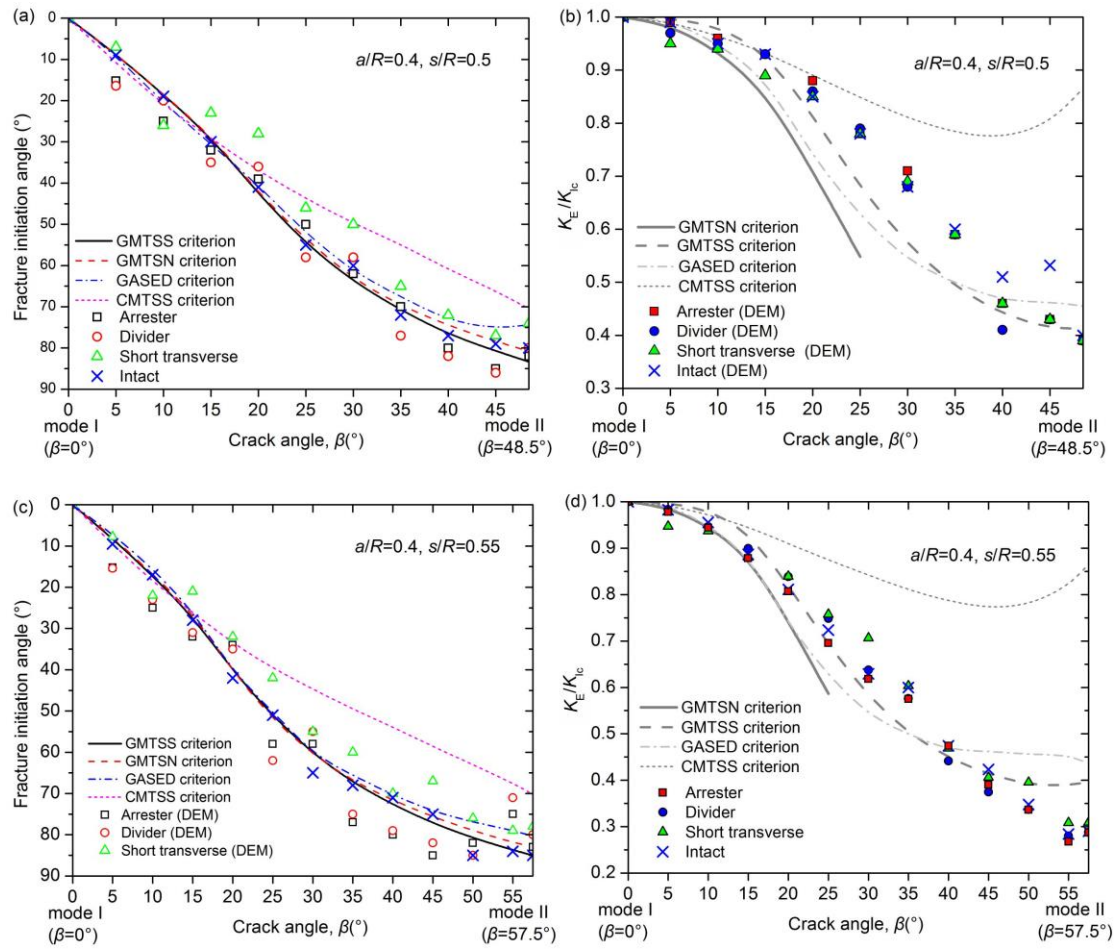 (a)
a/R=0.4, s/R=0.5
Fracture initiation angle (°)
0
10
20
30
40
50
60
70
80
90
GMTSS criterion
GMTSN criterion
GASED criterion
CMTSS criterion
Arrester
Divider
Short transverse
Intact
0 5 10 15 20 25 30 35 40 45
mode I
(β=0°)
Crack angle, β(°)
mode II
(β=48.5°)
(b)
a/R=0.4, s/R=0.5
K_E/K_Ic
1.0
0.9
0.8
0.7
0.6
0.5
0.4
0.3
GMTSN criterion
GMTSS criterion
GASED criterion
CMTSS criterion
Arrester (DEM)
Divider (DEM)
Short transverse (DEM)
Intact (DEM)
0 5 10 15 20 25 30 35 40 45
mode I
(β=0°)
Crack angle, β(°)
mode II
(β=48.5°)
(c)
a/R=0.4, s/R=0.55
Fracture initiation angle (°)
0
10
20
30
40
50
60
70
80
90
GMTSS criterion
GMTSN criterion
GASED criterion
CMTSS criterion
Arrester (DEM)
Divider (DEM)
Short transverse (DEM)
0 5 10 15 20 25 30 35 40 45 50 55
mode I
(β=0°)
Crack angle, β(°)
mode II
(β=57.5°)
(d)
a/R=0.4, s/R=0.55
K_E/K_Ic
1.0
0.9
0.8
0.7
0.6
0.5
0.4
0.3
0.2
GMTSN criterion
GMTSS criterion
GASED criterion
CMTSS criterion
Arrester
Divider
Short transverse
Intact
0 5 10 15 20 25 30 35 40 45 50 55
mode I
(β=0°)
Crack angle, β(°)
mode II
(β=57.5°)